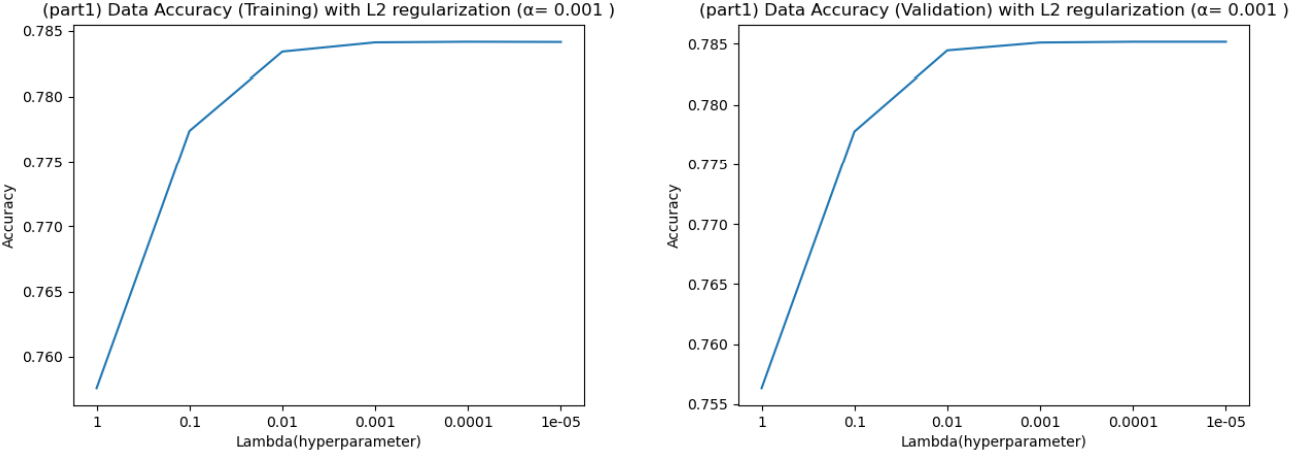 (part1) Data Accuracy (Training) with L2 regularization (α= 0.001 )
0.785
0.780
0.775
0.770
0.765
0.760
Accuracy
1 0.1 0.01 0.001 0.0001 1e-05
Lambda(hyperparameter)
(part1) Data Accuracy (Validation) with L2 regularization (α= 0.001 )
0.785
0.780
0.775
0.770
0.765
0.760
0.755
Accuracy
1 0.1 0.01 0.001 0.0001 1e-05
Lambda(hyperparameter)